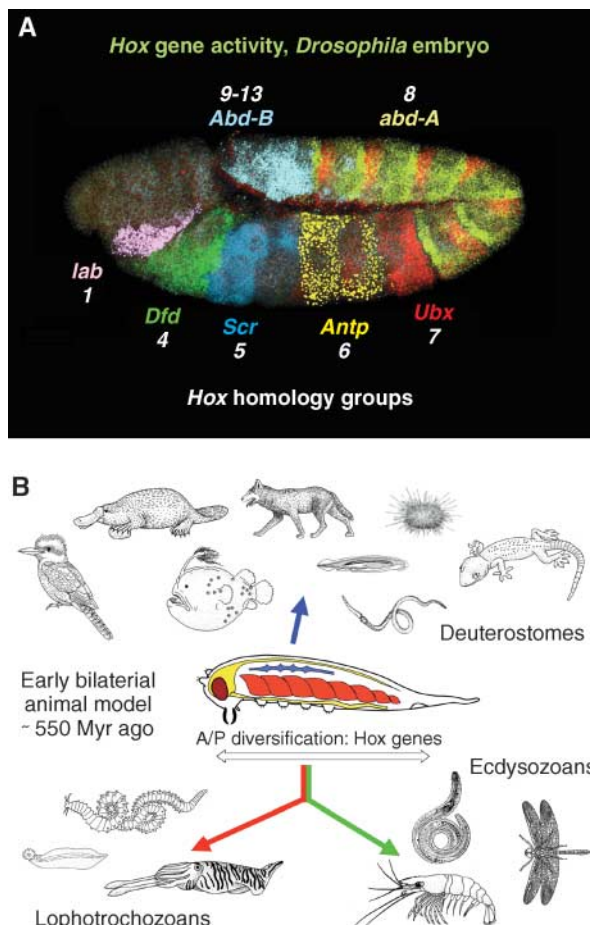 A
Hox gene activity, Drosophila embryo
9-13
Abd-B
8
abd-A
lab
1
Dfd
4
Scr
5
Antp
6
Ubx
7
Hox homology groups
B
Deuterostomes
Early bilaterial
animal model
~ 550 Myr ago
A/P diversification: Hox genes
Ecdysozoans
Lophotrochozoans